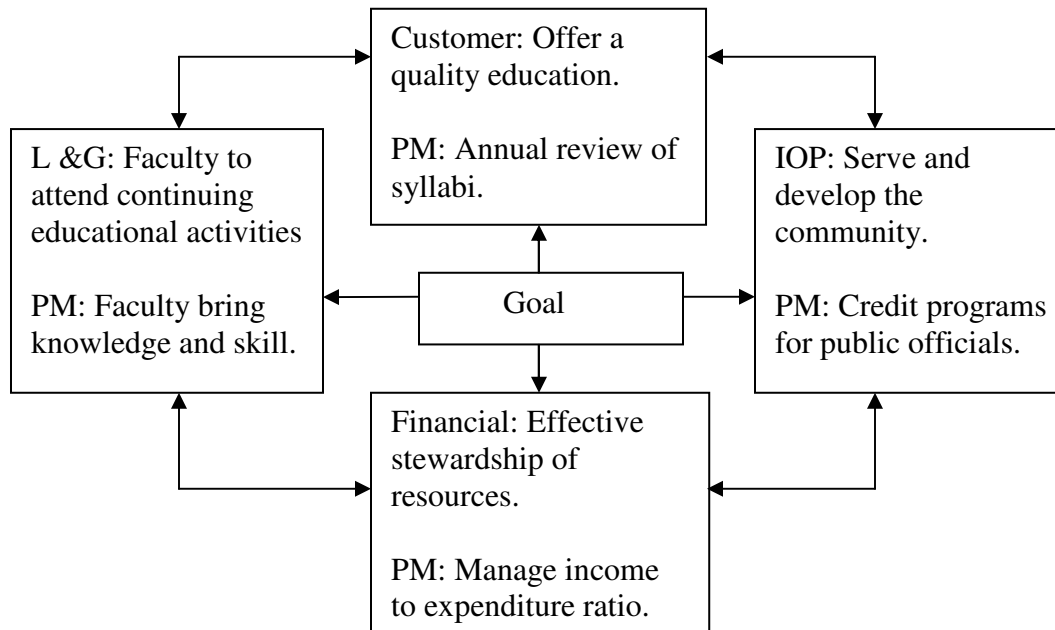 Customer: Offer a
quality education.
PM: Annual review of
syllabi.
L &G: Faculty to
attend continuing
educational activities
PM: Faculty bring
knowledge and skill.
Goal
IOP: Serve and
develop the
community.
PM: Credit programs
for public officials.
Financial: Effective
stewardship of
resources.
PM: Manage income
to expenditure ratio.